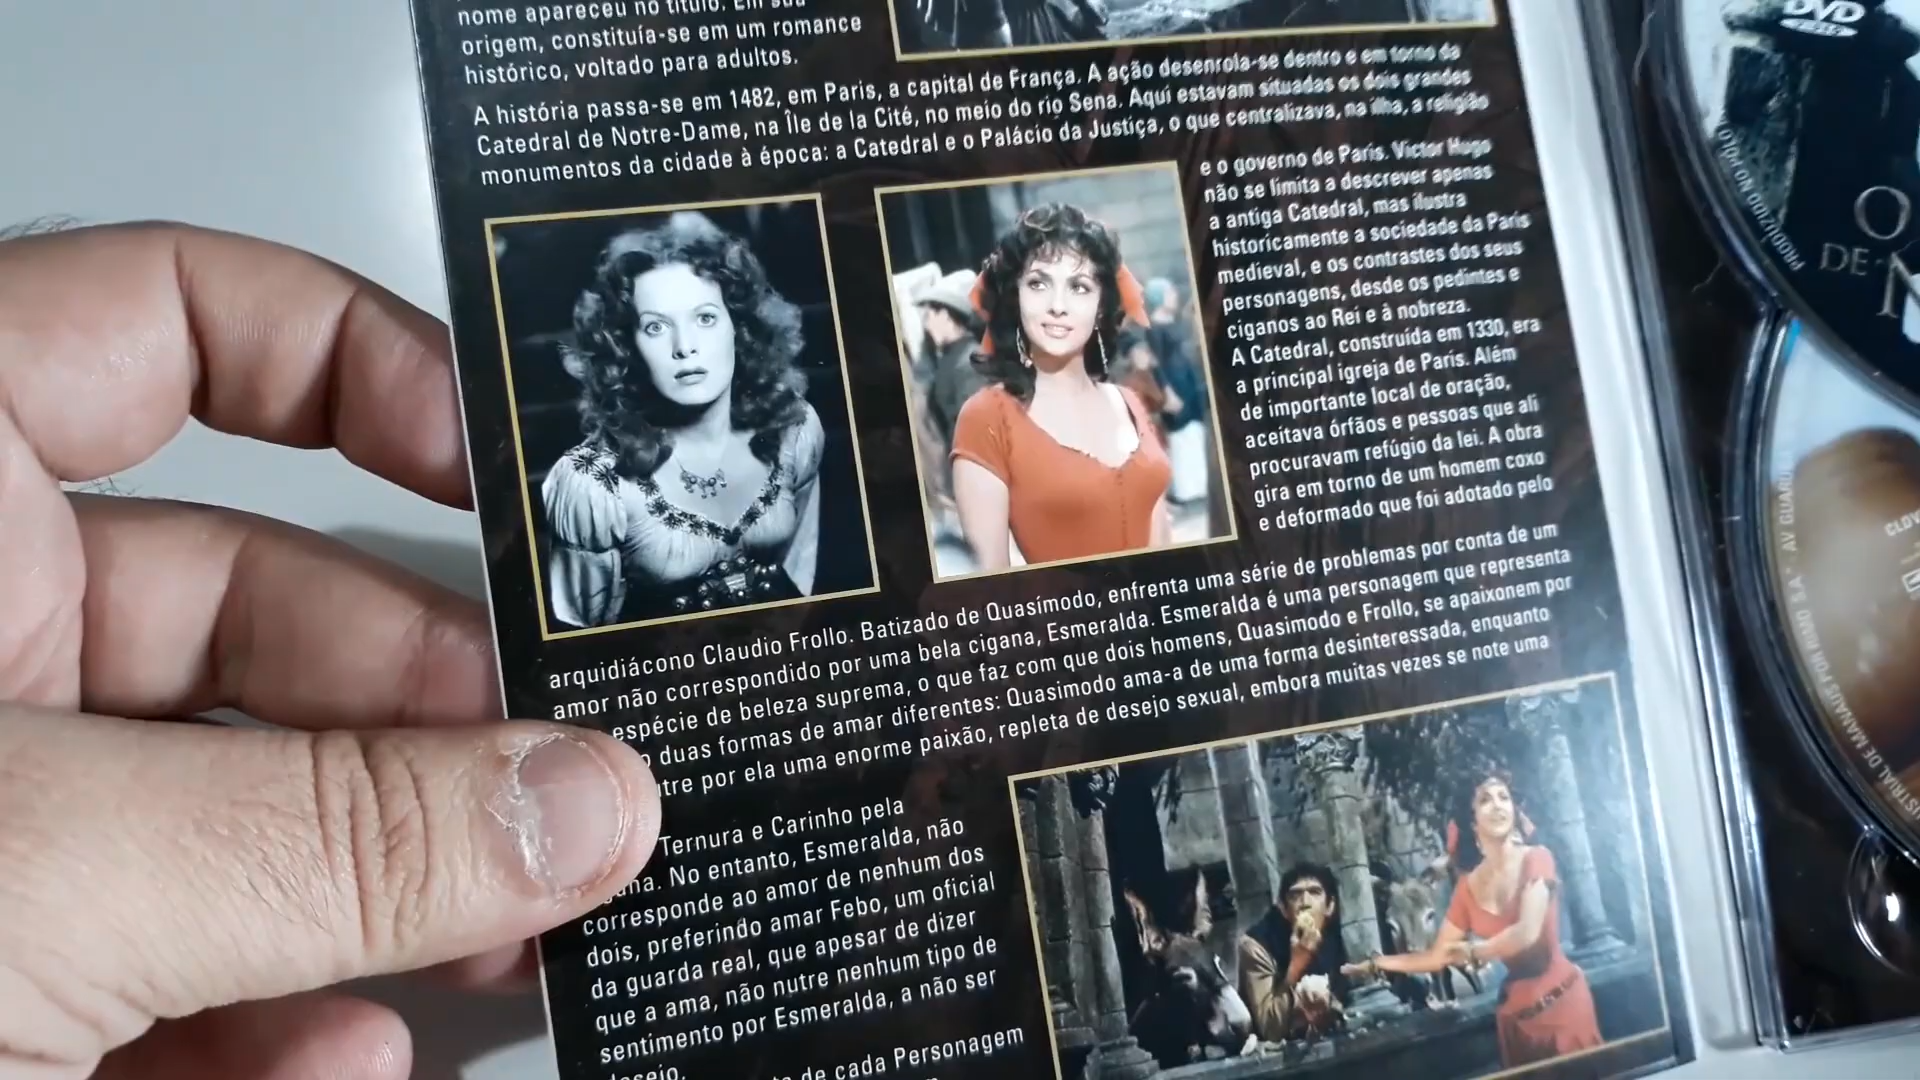 nome apareceu no título. Em sua
origem, constituía-se em um romance
histórico, voltado para adultos.
A história passa-se em 1482, em Paris, a capital de França. A ação desenrola-se dentro e em torno da
Catedral de Notre-Dame, na Île de la Cité, no meio do rio Sena. Aqui estavam situadas os dois grandes
monumentos da cidade à época: a Catedral e o Palácio da Justiça, o que centralizava, na ilha, a religião
e o governo de Paris. Victor Hugo
não se limita a descrever apenas
a antiga Catedral, mas ilustra
historicamente a sociedade da Paris
medieval, e os contrastes dos seus
personagens, desde os pedintes e
ciganos ao Rei e à nobreza.
A Catedral, construída em 1330, era
a principal igreja de Paris. Além
de importante local de oração,
aceitava órfãos e pessoas que ali
procuravam refúgio da lei. A obra
gira em torno de um homem coxo
e deformado que foi adotado pelo
arquidiácono Claudio Frollo. Batizado de Quasímodo, enfrenta uma série de problemas por conta de um
amor não correspondido por uma bela cigana, Esmeralda. Esmeralda é uma personagem que representa
espécie de beleza suprema, o que faz com que dois homens, Quasimodo e Frollo, se apaixonem por
duas formas de amar diferentes: Quasimodo ama-a de uma forma desinteressada, enquanto
por ela uma enorme paixão, repleta de desejo sexual, embora muitas vezes se note uma
Ternura e Carinho pela
No entanto, Esmeralda, não
corresponde ao amor de nenhum dos
dois, preferindo amar Febo, um oficial
da guarda real, que apesar de dizer
que a ama, não nutre nenhum tipo de
sentimento por Esmeralda, a não ser
de cada Personagem
DVD
PRODUZIDO NO PÓLO
O
DE N
AV GUARU
STRIAL DE MANAUS POR RIMO S.A.